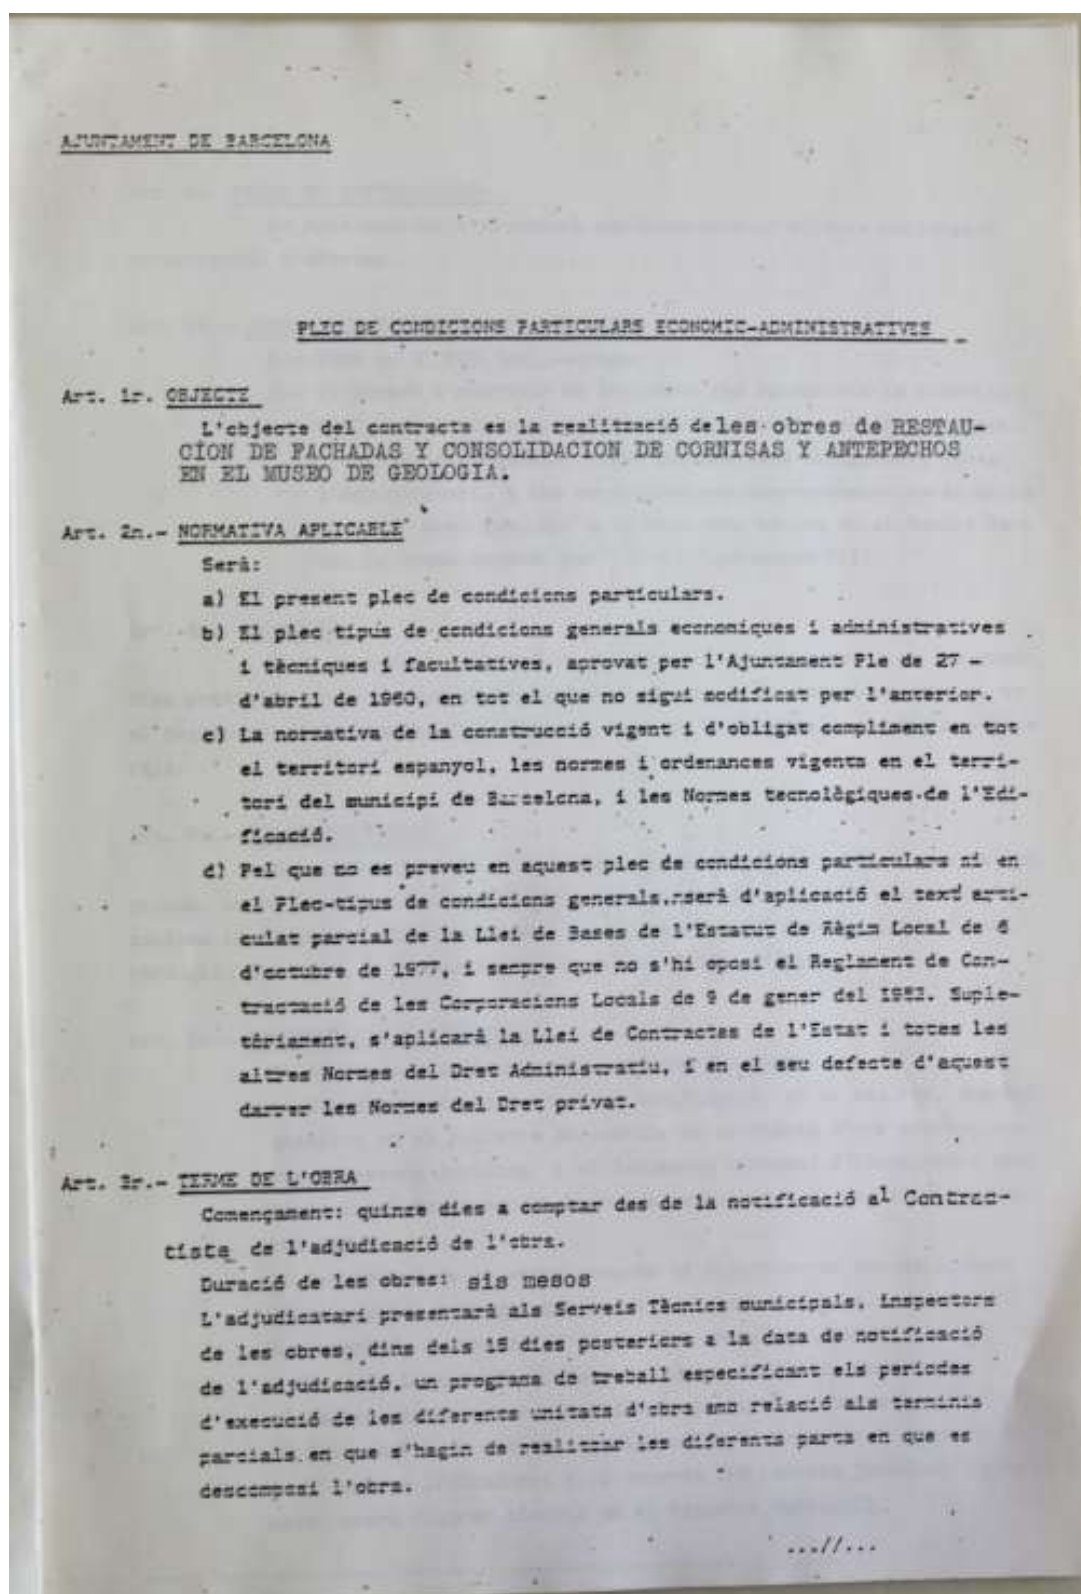 AJUNTAMENT DE BARCELONA
PLEC DE CONDICIONS PARTICULARS ECONOMIC-ADMINISTRATIVES
Art. 1r. OBJECTE
L'objecte del contracte es la realització de les obres de RESTAU-
CÍON DE FACHADAS Y CONSOLIDACION DE CORNISAS Y ANTEPECHOS
EN EL MUSEO DE GEOLOGIA.
Art. 2n.- NORMATIVA APLICABLE
Serà:
a) El present plec de condicions particulars.
b) El plec tipus de condicions generals economiques i administratives
i tècniques i facultatives, aprovat per l'Ajuntament Ple de 27 -
d'abril de 1960, en tot el que no sigui modificat per l'anterior.
c) La normativa de la construcció vigent i d'obligat compliment en tot
el territori espanyol, les normes i ordenances vigents en el terri-
tori del municipi de Barcelona, i les Normes tecnològiques de l'Edi-
ficació.
d) Pel que no es preveu en aquest plec de condicions particulars ni en
el Plec-tipus de condicions generals, serà d'aplicació el text arti-
culat parcial de la Llei de Bases de l'Estatut de Règim Local de 6
d'octubre de 1977, i sempre que no s'hi oposi el Reglament de Con-
tractació de les Corporacions Locals de 9 de gener del 1953. Suple-
tòriament, s'aplicarà la Llei de Contractes de l'Estat i totes les
altres Normes del Dret Administratiu, i en el seu defecte d'aquest
darrer les Normes del Dret privat.
Art. 3r.- TERME DE L'OBRA
Començament: quinze dies a comptar des de la notificació al Contrac-
tista de l'adjudicació de l'obra.
Duració de les obres: sis mesos
L'adjudicatari presentarà als Serveis Tècnics municipals, inspectors
de les obres, dins dels 15 dies posteriors a la data de notificació
de l'adjudicació, un programa de treball especificant els periodes
d'execució de les diferents unitats d'obra amb relació als terminis
parcials en que s'hagin de realitzar les diferents parts en que es
descomposi l'obra.
...//...